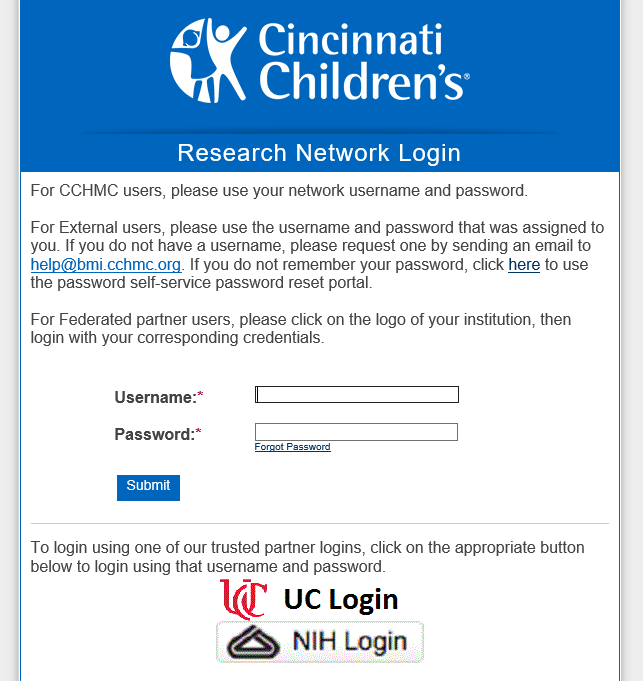 Cincinnati
Children's®
Research Network Login
For CCHMC users, please use your network username and password.
For External users, please use the username and password that was assigned to
you. If you do not have a username, please request one by sending an email to
help@bmi.cchmc.org. If you do not remember your password, click here to use
the password self-service password reset portal.
For Federated partner users, please click on the logo of your institution, then
login with your corresponding credentials.
Username:*
Password:*
Forgot Password
Submit
To login using one of our trusted partner logins, click on the appropriate button
below to login using that username and password.
UC UC Login
NIH Login